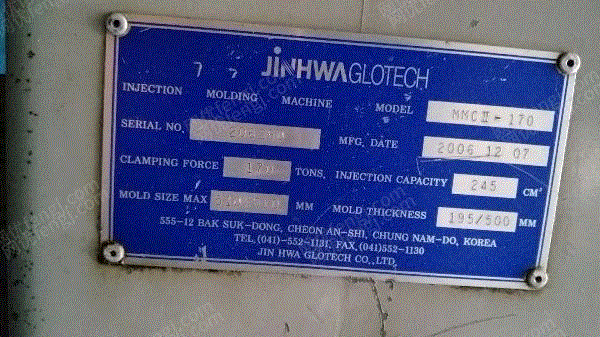 JINHWAGLOTECH
INJECTION MOLDING MACHINE MODEL MMCⅡ-170
SERIAL NO.
MFG, DATE 2006 12 07
CLAMPING FORCE 170 TONS, INJECTION CAPACITY 245 CM³
MOLD SIZE MAX MM MOLD THICKNESS 195/500 MM
555-12 BAK SUK-DONG, CHEON AN-SHI, CHUNG NAM-DO, KOREA
TEL,(041)-552-1131, FAX,(041)552-1130
JIN HWA GLOTECH CO., LTD